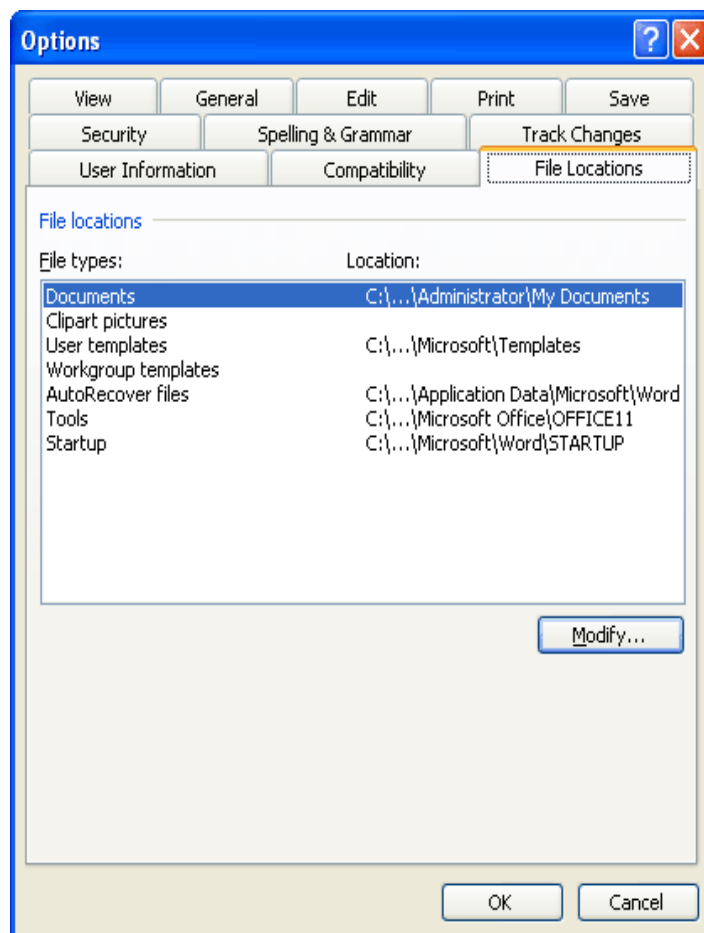 Options
View General Edit Print Save
Security Spelling & Grammar Track Changes
User Information Compatibility File Locations
File locations
File types: Location:
Documents C:\...\Administrator\My Documents
Clipart pictures
User templates C:\...\Microsoft\Templates
Workgroup templates
AutoRecover files C:\...\Application Data\Microsoft\Word
Tools C:\...\Microsoft Office\OFFICE11
Startup C:\...\Microsoft\Word\STARTUP
Modify...
OK Cancel